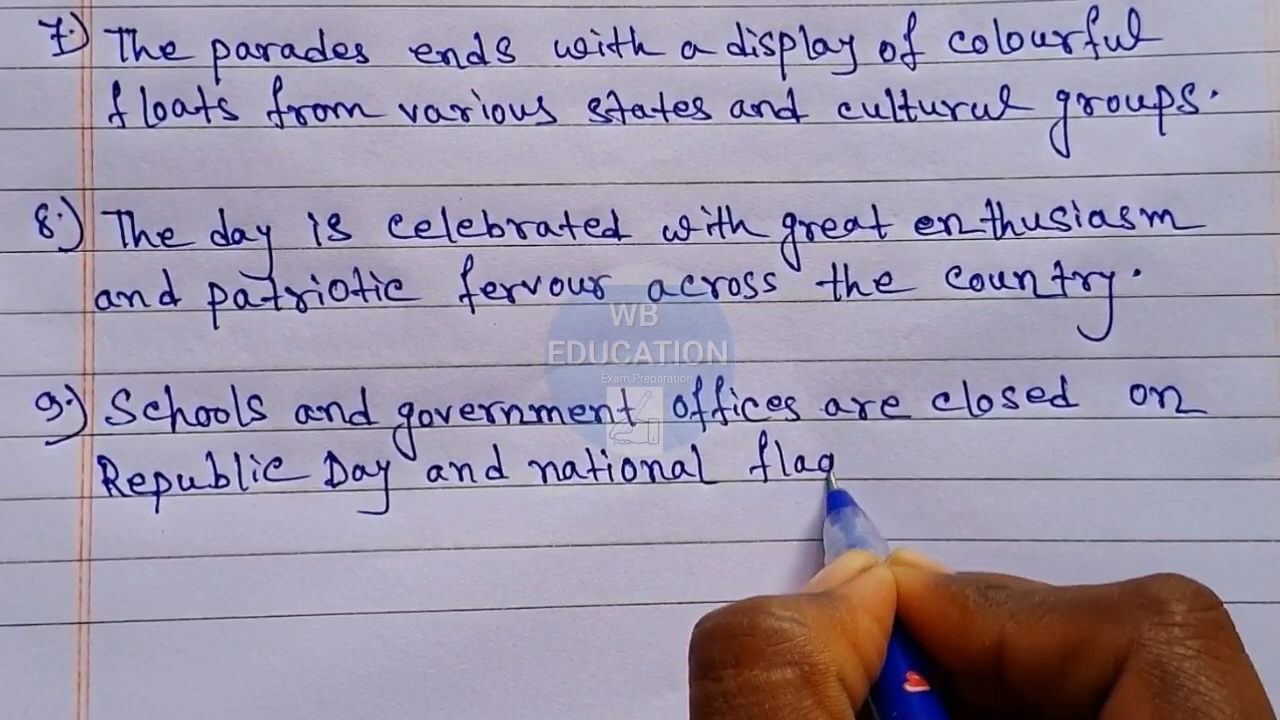 7.) The parades ends with a display of colourful
floats from various states and cultural groups.
8.) The day is celebrated with great enthusiasm
and patriotic fervour across the country.
WB
EDUCATION
Exam Preparation
9.) Schools and government offices are closed on
Republic Day and national flag